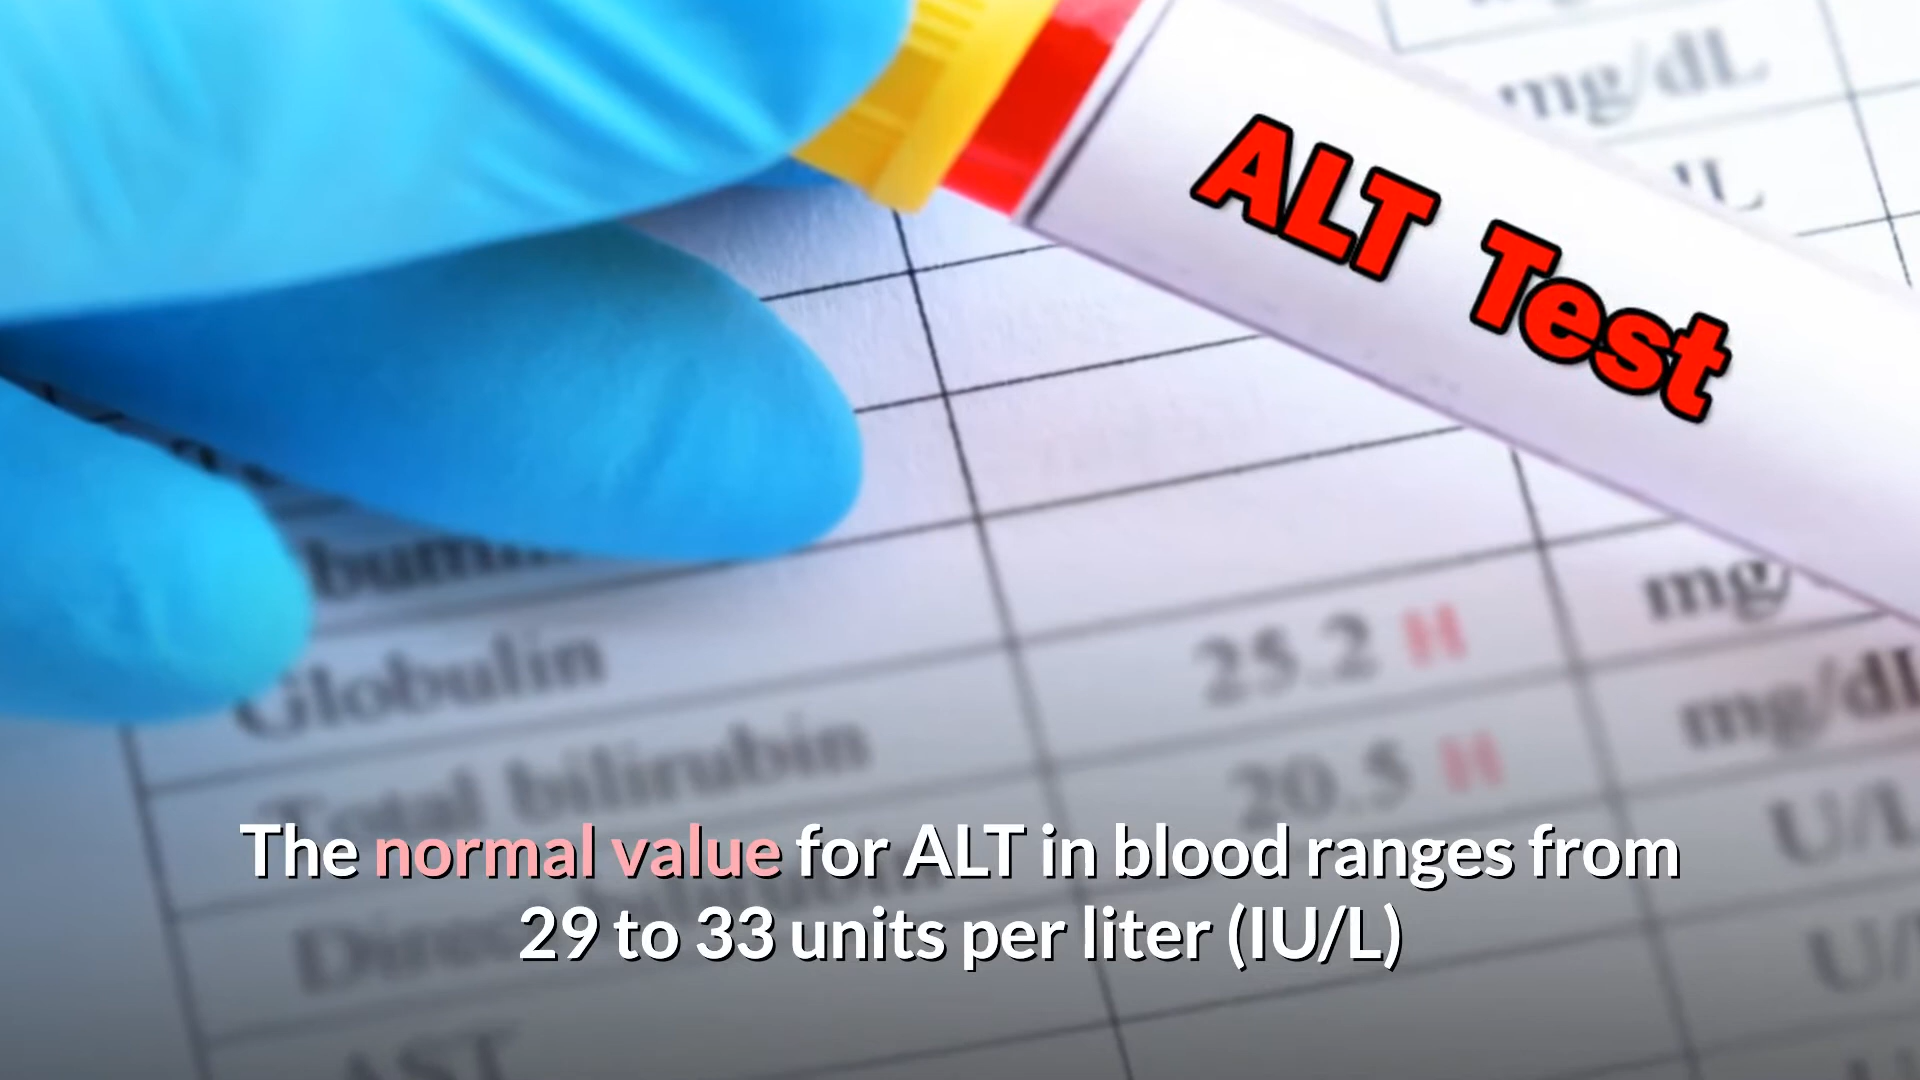 mg/dL
ALT Test
mg/
Globulin
25.2 H
mg/dL
Total bilirubin
20.5 H
U/L
The normal value for ALT in blood ranges from
29 to 33 units per liter (IU/L)
AST